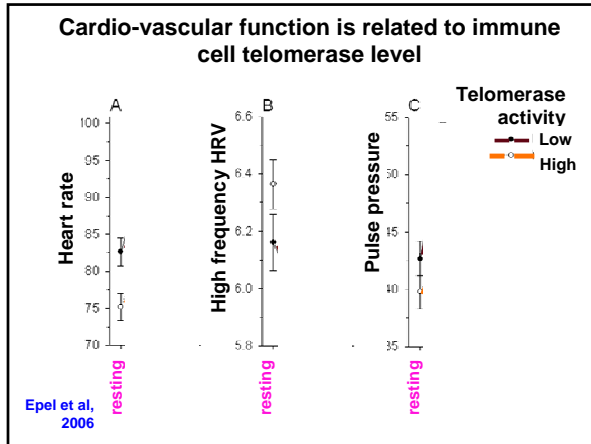 Cardio-vascular function is related to immune
cell telomerase level
A
B
C
Telomerase
activity
Low
High
Heart rate
100
95
90
85
80
75
70
High frequency HRV
6.6
6.4
6.2
6.0
5.8
Pulse pressure
55
50
45
40
35
resting
resting
resting
Epel et al,
2006